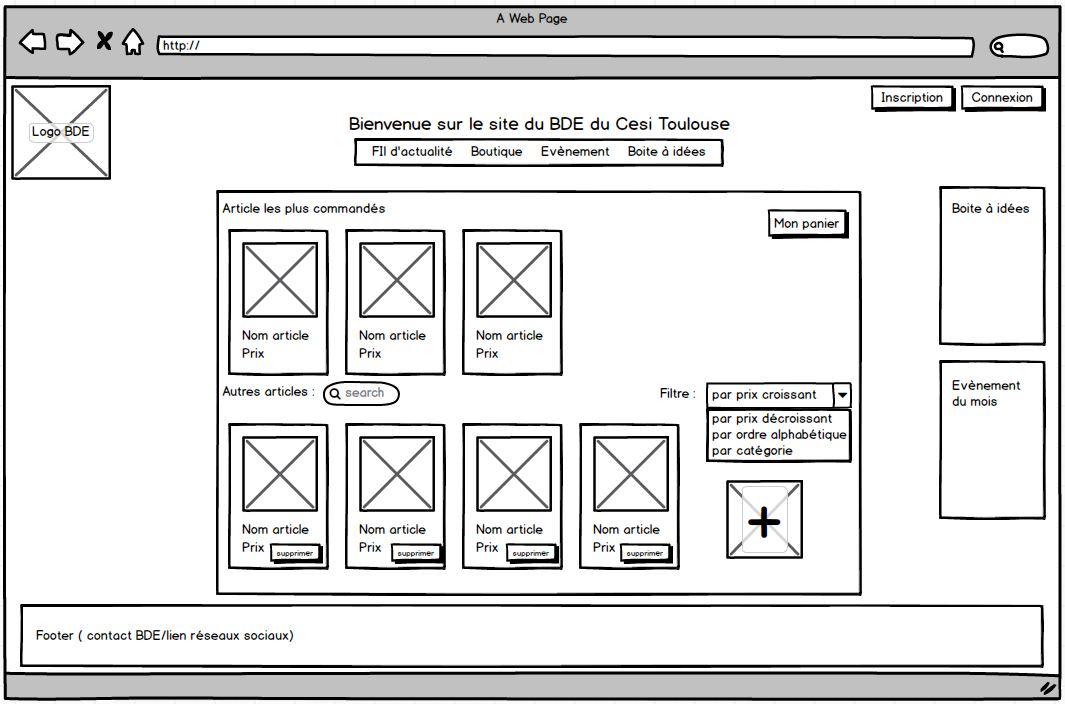 A Web Page
http://
Inscription
Connexion
Logo BDE
Bienvenue sur le site du BDE du Cesi Toulouse
FIl d'actualité
Boutique
Evènement
Boite à idées
Article les plus commandés
Mon panier
Boite à idées
Nom article
Prix
Nom article
Prix
Nom article
Prix
Autres articles :
search
Filtre :
par prix croissant
par prix décroissant
par ordre alphabétique
par catégorie
Evènement
du mois
Nom article
Prix
supprimer
Nom article
Prix
supprimer
Nom article
Prix
supprimer
Nom article
Prix
supprimer
Footer ( contact BDE/lien réseaux sociaux)